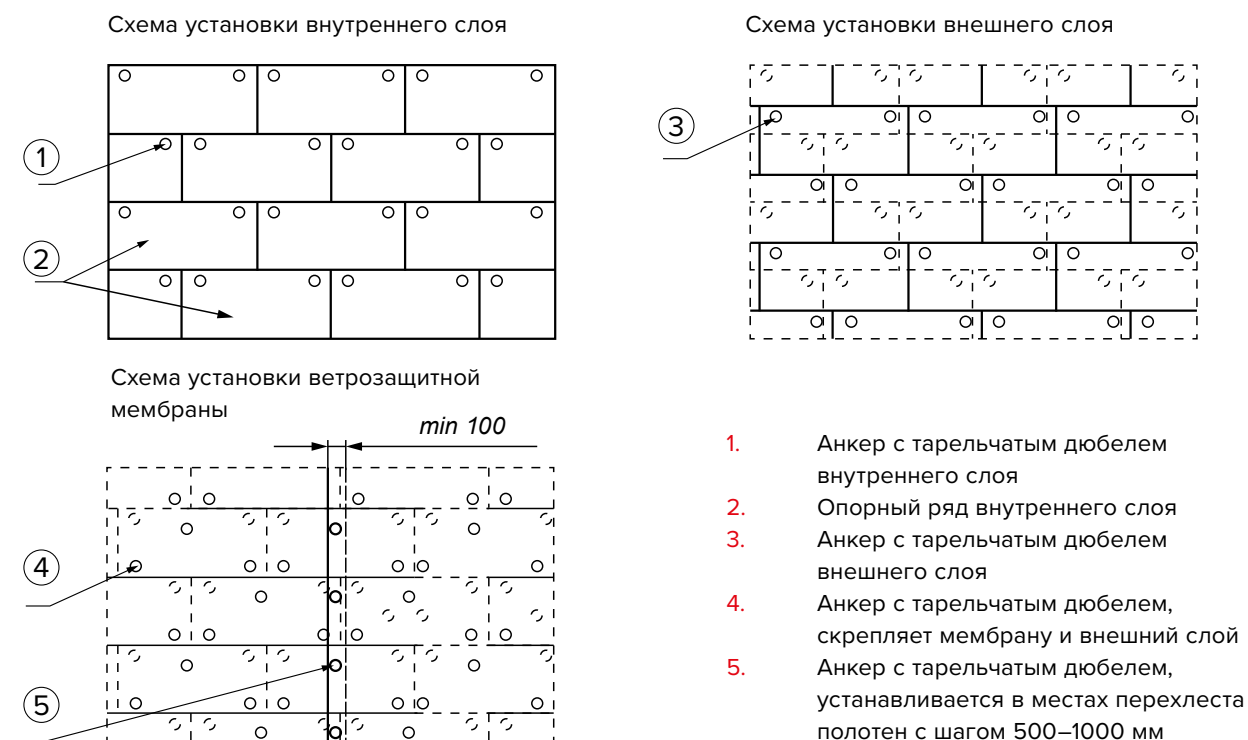 Схема установки внутреннего слоя
Схема установки внешнего слоя
1
2
3
Схема установки ветрозащитной
мембраны
min 100
4
5
1. Анкер с тарельчатым дюбелем
внутреннего слоя
2. Опорный ряд внутреннего слоя
3. Анкер с тарельчатым дюбелем
внешнего слоя
4. Анкер с тарельчатым дюбелем,
скрепляет мембрану и внешний слой
5. Анкер с тарельчатым дюбелем,
устанавливается в местах перехлеста
полотен с шагом 500–1000 мм